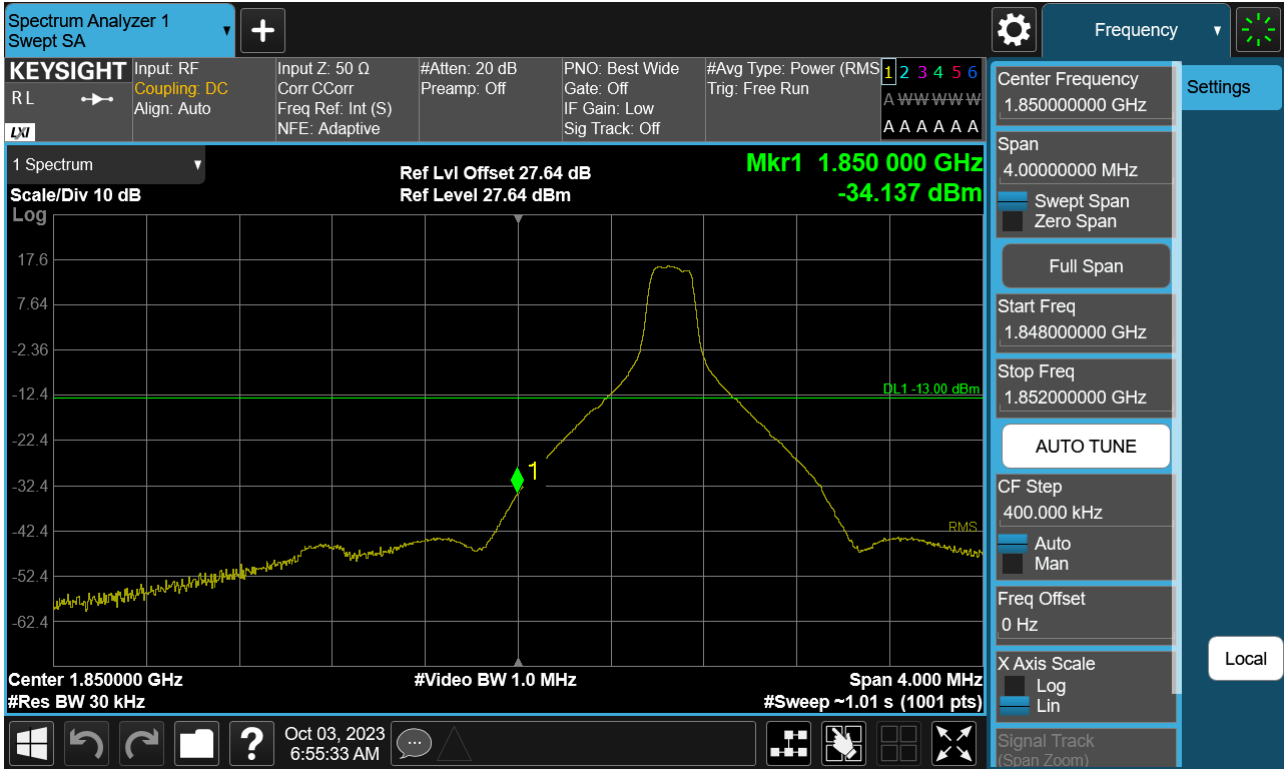 Spectrum Analyzer 1
Swept SA
Frequency
KEYSIGHT
R L
LXI
Input: RF
Coupling: DC
Align: Auto
Input Z: 50 Ω
Corr CCorr
Freq Ref: Int (S)
NFE: Adaptive
#Atten: 20 dB
Preamp: Off
PNO: Best Wide
Gate: Off
IF Gain: Low
Sig Track: Off
#Avg Type: Power (RMS
Trig: Free Run
1 2 3 4 5 6
A W W W W W
A A A A A A
1 Spectrum
Scale/Div 10 dB
Log
Ref Lvl Offset 27.64 dB
Ref Level 27.64 dBm
Mkr1 1.850 000 GHz
-34.137 dBm
17.6
7.64
-2.36
-12.4
-22.4
-32.4
-42.4
-52.4
-62.4
DL1 -13.00 dBm
1
RMS
Center 1.850000 GHz
#Res BW 30 kHz
#Video BW 1.0 MHz
Span 4.000 MHz
#Sweep ~1.01 s (1001 pts)
Center Frequency
1.850000000 GHz
Settings
Span
4.00000000 MHz
Swept Span
Zero Span
Full Span
Start Freq
1.848000000 GHz
Stop Freq
1.852000000 GHz
AUTO TUNE
CF Step
400.000 kHz
Auto
Man
Freq Offset
0 Hz
X Axis Scale
Log
Lin
Local
Signal Track
(Span Zoom)
?
Oct 03, 2023
6:55:33 AM